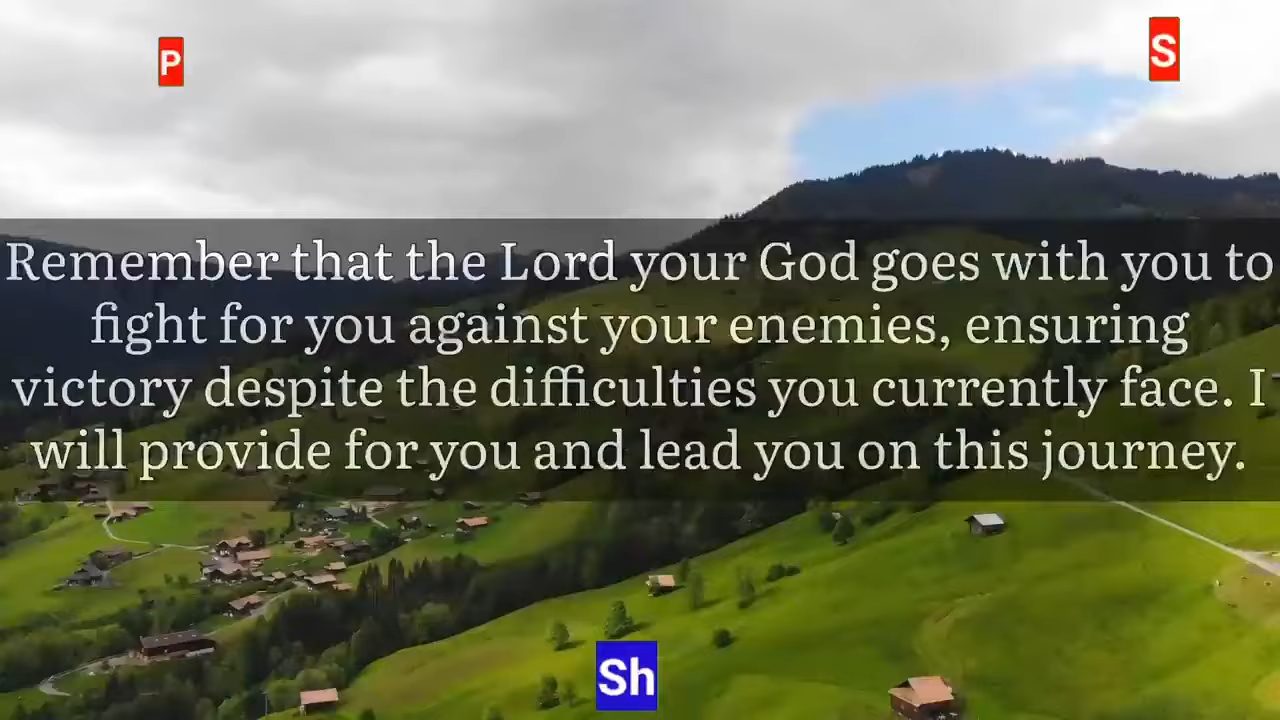 P
S
Remember that the Lord your God goes with you to
fight for you against your enemies, ensuring
victory despite the difficulties you currently face. I
will provide for you and lead you on this journey.
Sh